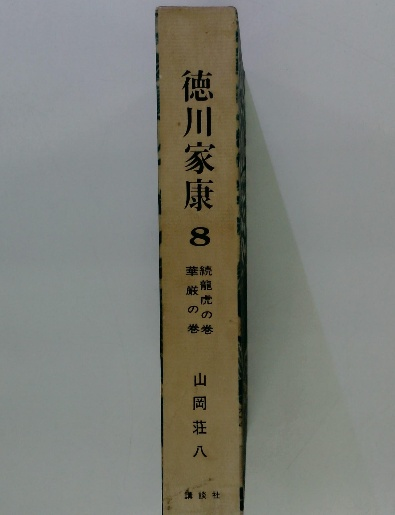 徳川家康
8
続龍虎の巻
華厳の巻
山岡荘八
講談社